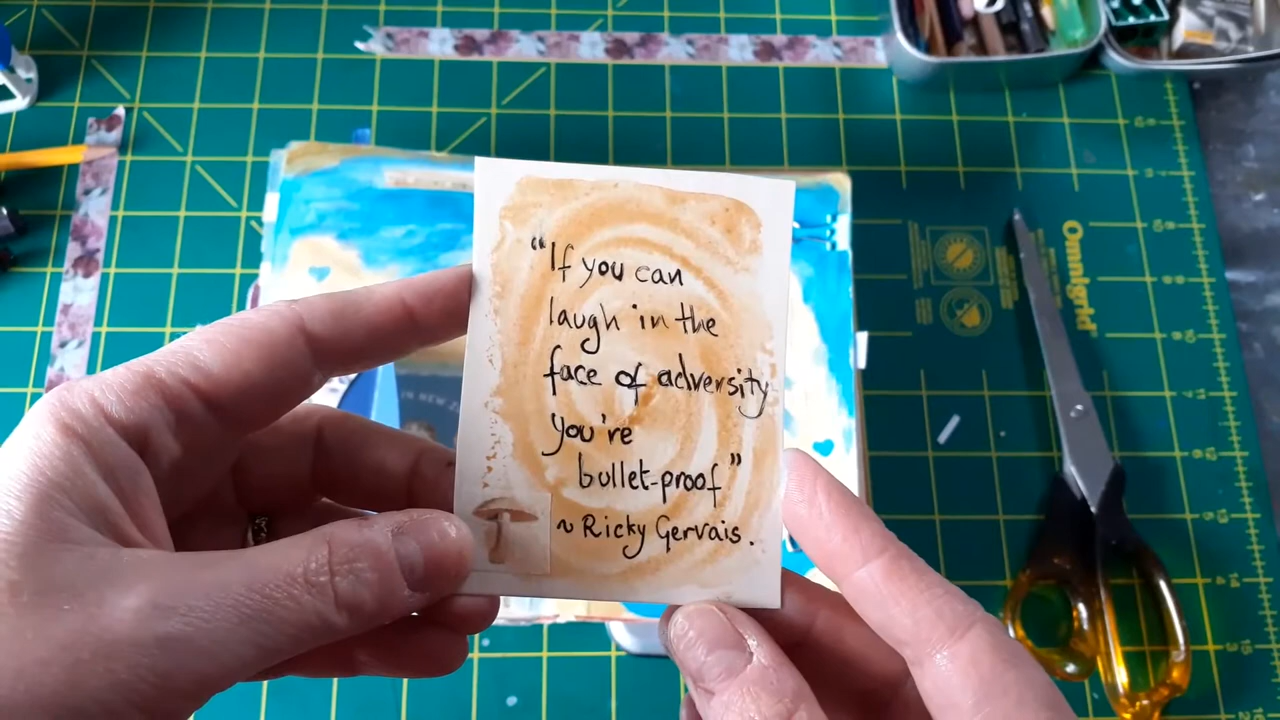 “If you can
laugh in the
face of adversity
you're
bullet-proof”
~ Ricky Gervais.
Omnigrid